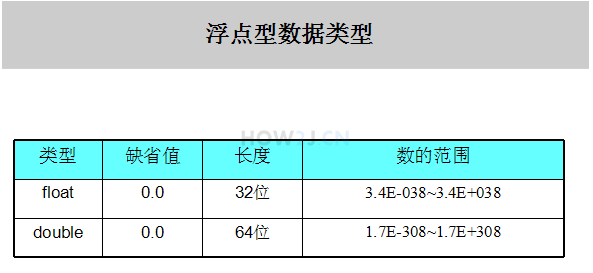 浮点型数据类型
HOW2J.CN
类型 缺省值 长度 数的范围
float 0.0 32位 3.4E-038~3.4E+038
double 0.0 64位 1.7E-308~1.7E+308